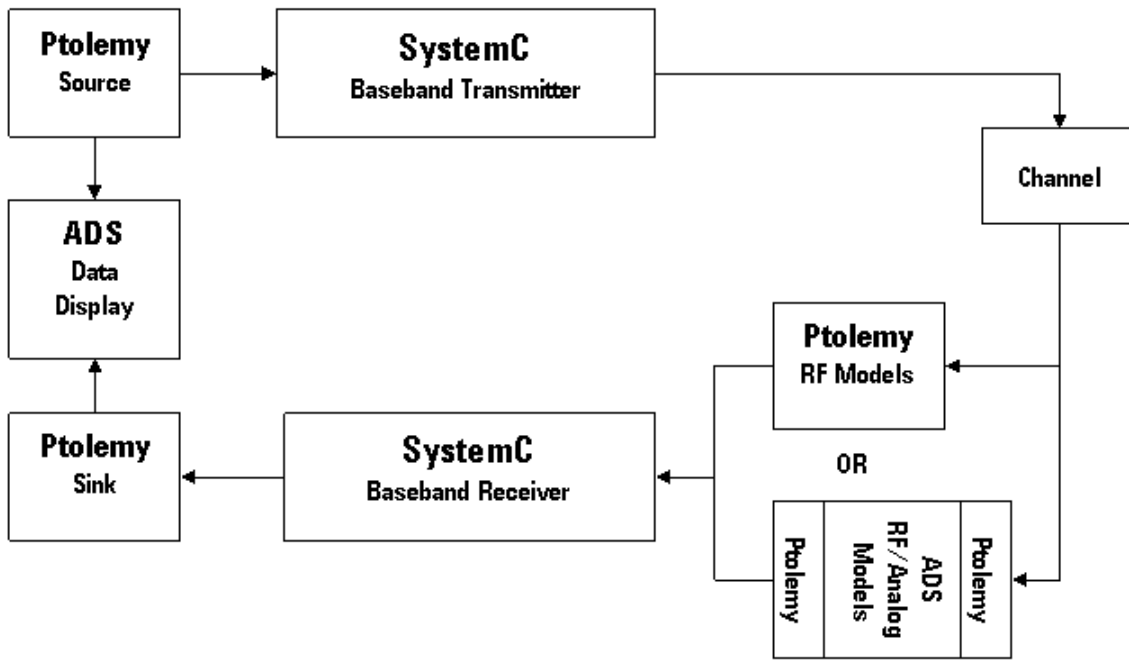 Ptolemy
Source
SystemC
Baseband Transmitter
Channel
ADS
Data
Display
Ptolemy
RF Models
Ptolemy
Sink
SystemC
Baseband Receiver
OR
Ptolemy
ADS
RF/Analog
Models
Ptolemy